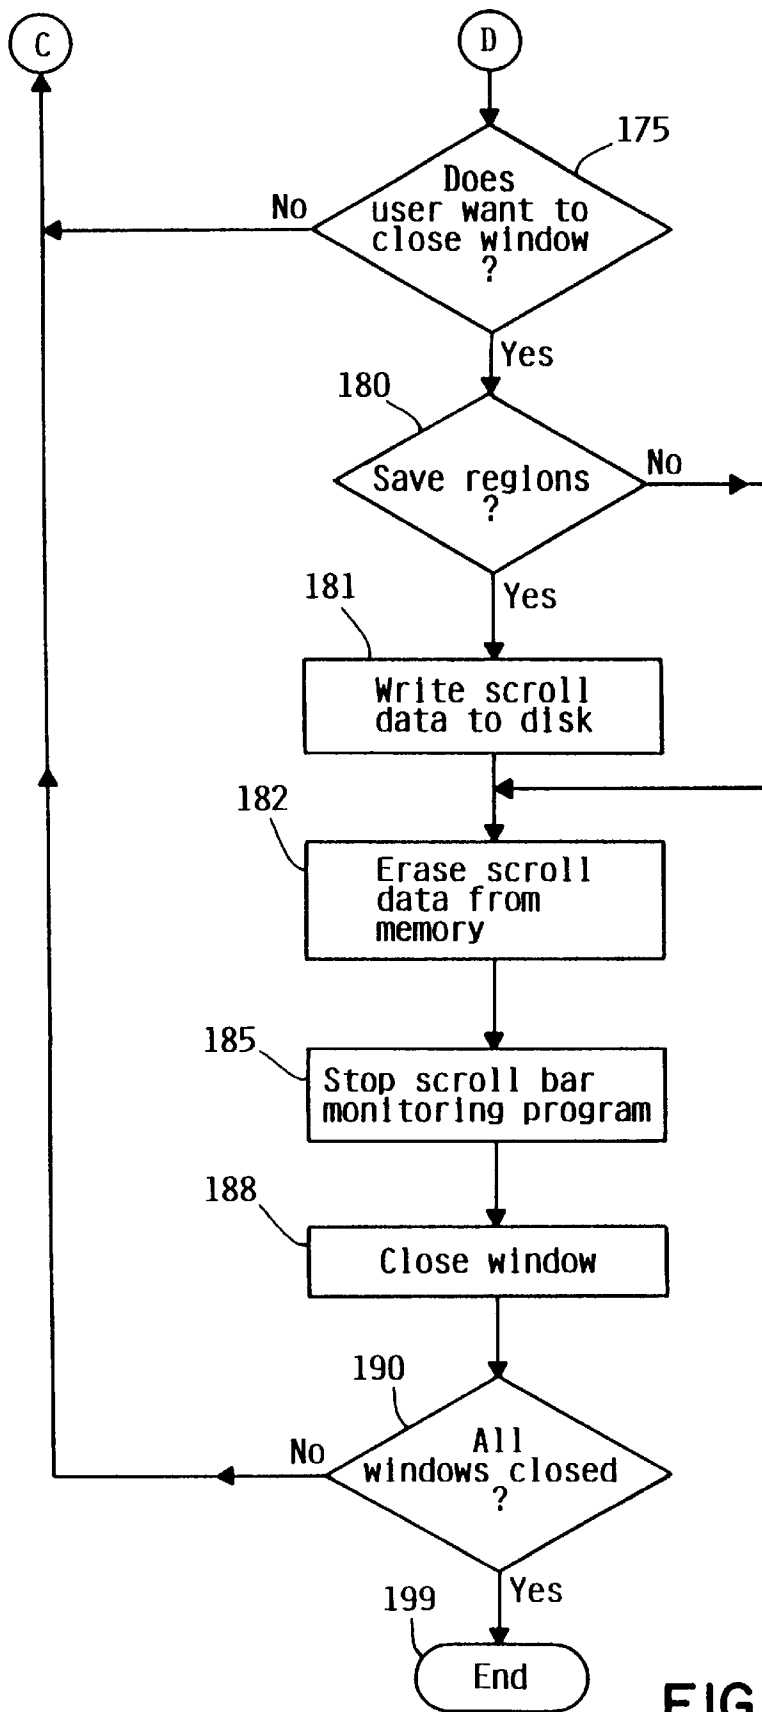 C
D
175
Does
user want to
close window
?
No
Yes
180
Save regions
?
No
Yes
181
Write scroll
data to disk
182
Erase scroll
data from
memory
185
Stop scroll bar
monitoring program
188
Close window
190
All
windows closed
?
No
Yes
199
End
FIG